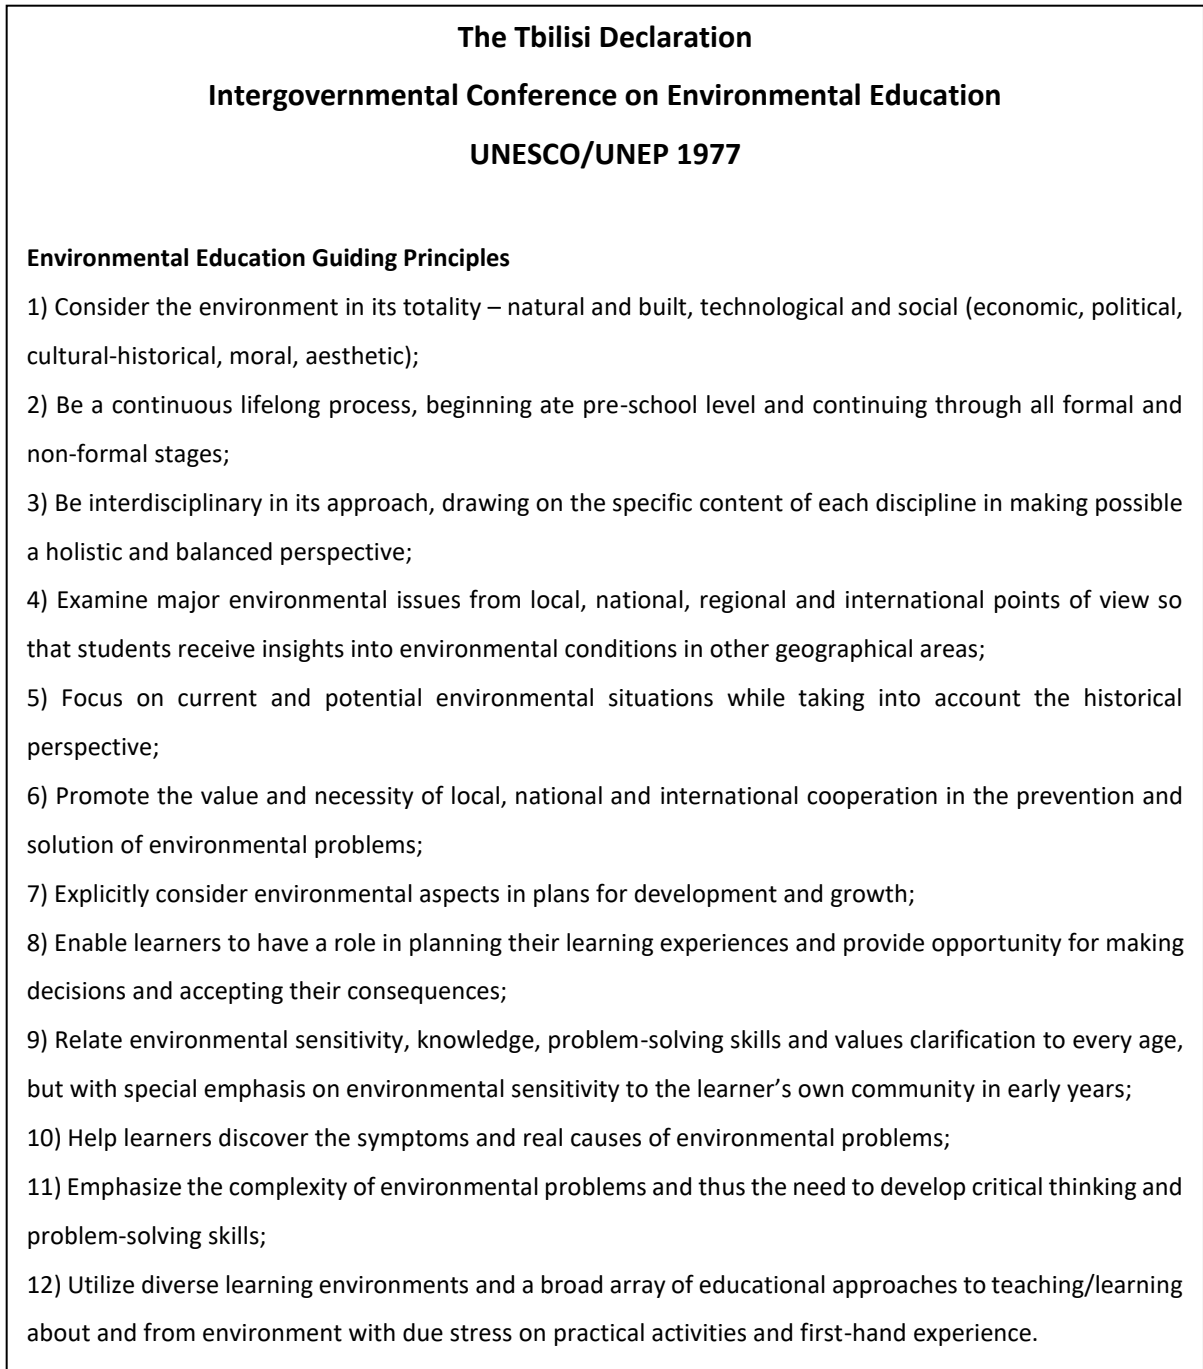 The Tbilisi Declaration
Intergovernmental Conference on Environmental Education
UNESCO/UNEP 1977
Environmental Education Guiding Principles
1) Consider the environment in its totality – natural and built, technological and social (economic, political,
cultural-historical, moral, aesthetic);
2) Be a continuous lifelong process, beginning ate pre-school level and continuing through all formal and
non-formal stages;
3) Be interdisciplinary in its approach, drawing on the specific content of each discipline in making possible
a holistic and balanced perspective;
4) Examine major environmental issues from local, national, regional and international points of view so
that students receive insights into environmental conditions in other geographical areas;
5) Focus on current and potential environmental situations while taking into account the historical
perspective;
6) Promote the value and necessity of local, national and international cooperation in the prevention and
solution of environmental problems;
7) Explicitly consider environmental aspects in plans for development and growth;
8) Enable learners to have a role in planning their learning experiences and provide opportunity for making
decisions and accepting their consequences;
9) Relate environmental sensitivity, knowledge, problem-solving skills and values clarification to every age,
but with special emphasis on environmental sensitivity to the learner’s own community in early years;
10) Help learners discover the symptoms and real causes of environmental problems;
11) Emphasize the complexity of environmental problems and thus the need to develop critical thinking and
problem-solving skills;
12) Utilize diverse learning environments and a broad array of educational approaches to teaching/learning
about and from environment with due stress on practical activities and first-hand experience.